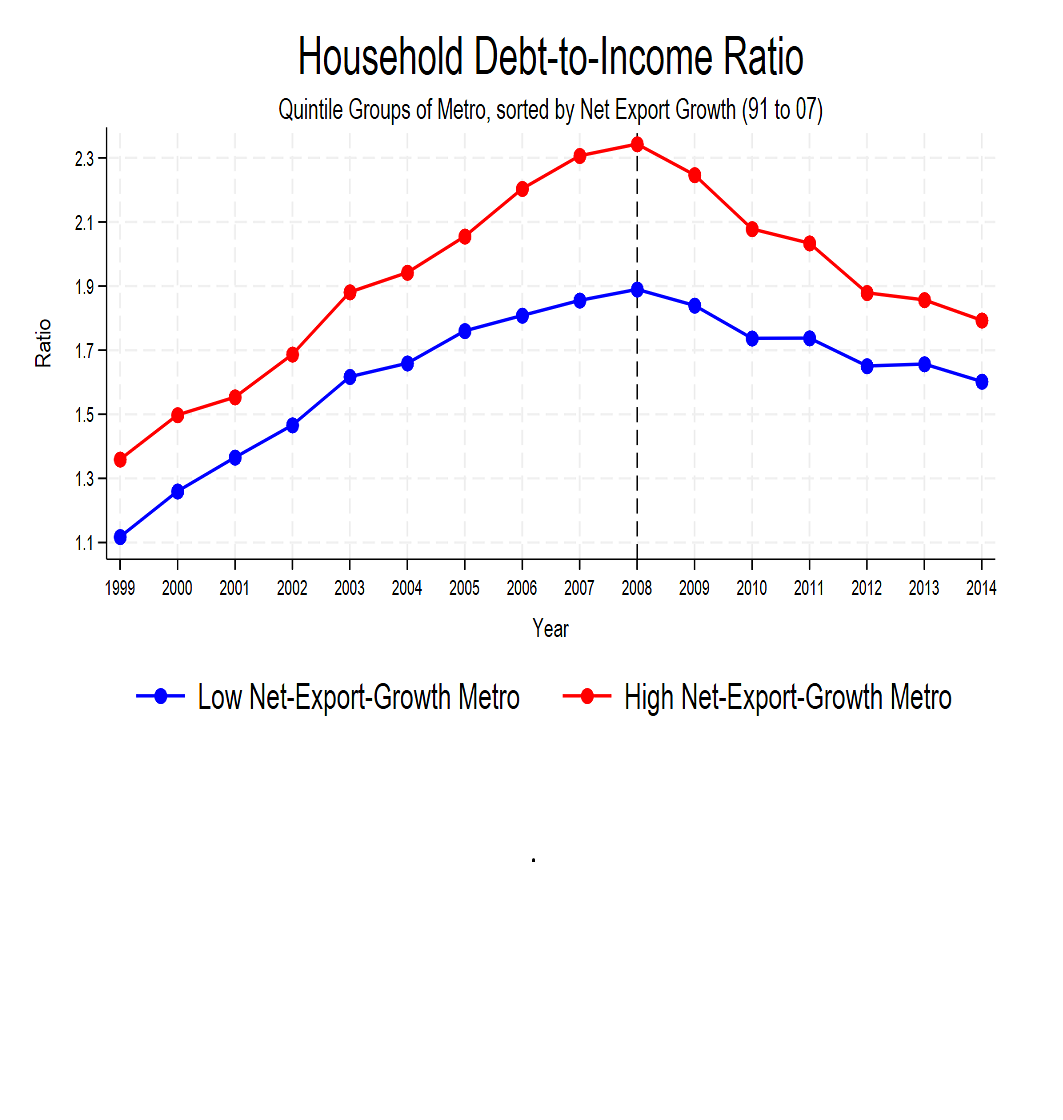 Household Debt-to-Income Ratio
Quintile Groups of Metro, sorted by Net Export Growth (91 to 07)
2.3
2.1
1.9
1.7
1.5
1.3
1.1
Ratio
1999 2000 2001 2002 2003 2004 2005 2006 2007 2008 2009 2010 2011 2012 2013 2014
Year
Low Net-Export-Growth Metro High Net-Export-Growth Metro
.